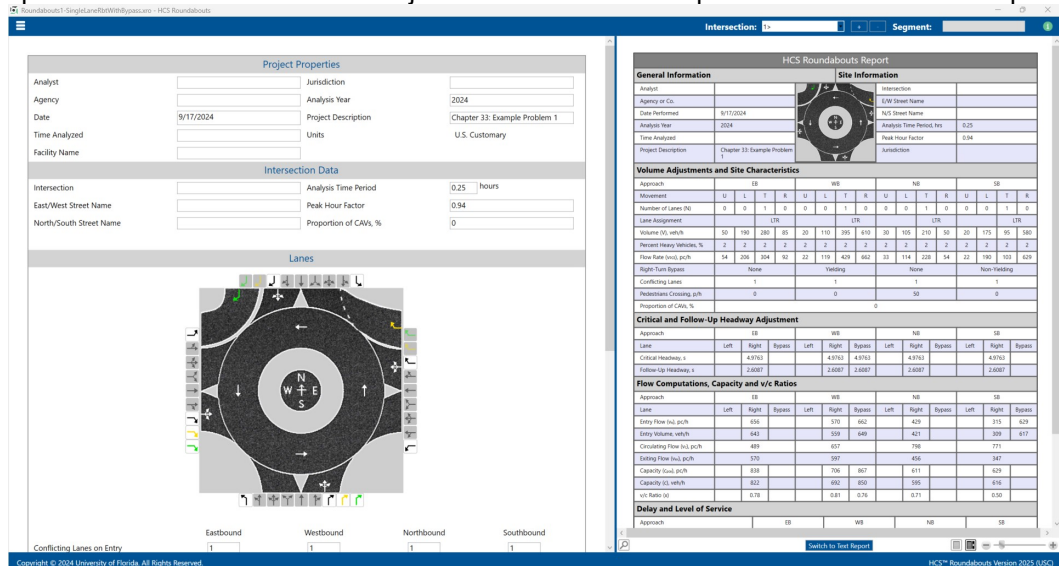 Roundabouts1-SingleLaneRbtWithBypass.xro - HCS Roundabouts
Intersection: 1> + - Segment:
Project Properties
Analyst Jurisdiction
Agency Analysis Year 2024
Date 9/17/2024 Project Description Chapter 33: Example Problem 1
Time Analyzed Units U.S. Customary
Facility Name
Intersection Data
Intersection Analysis Time Period 0.25 hours
East/West Street Name Peak Hour Factor 0.94
North/South Street Name Proportion of CAVs, % 0
Lanes
N
W E
S
Eastbound Westbound Northbound Southbound
Conflicting Lanes on Entry 1 1 1 1
HCS Roundabouts Report
General Information Site Information
Analyst Intersection
Agency or Co. E/W Street Name
Date Performed 9/17/2024 N/S Street Name
Analysis Year 2024 Analysis Time Period, hrs 0.25
Time Analyzed Peak Hour Factor 0.94
Project Description Chapter 33: Example Problem 1 Jurisdiction
Volume Adjustments and Site Characteristics
Approach EB WB NB SB
Movement U L T R U L T R U L T R U L T R
Number of Lanes (N) 0 0 1 0 0 0 1 0 0 0 1 0 0 0 1 0
Lane Assignment LTR LTR LTR LTR
Volume (V), veh/h 50 190 280 85 20 110 395 610 30 105 210 50 20 175 95 580
Percent Heavy Vehicles, % 2 2 2 2 2 2 2 2 2 2 2 2 2 2 2 2
Flow Rate (vPCE), pc/h 54 206 304 92 22 119 429 662 33 114 228 54 22 190 103 629
Right-Turn Bypass None Yielding None Non-Yielding
Conflicting Lanes 1 1 1 1
Pedestrians Crossing, p/h 0 0 50 0
Proportion of CAVs, % 0
Critical and Follow-Up Headway Adjustment
Approach EB WB NB SB
Lane Left Right Bypass Left Right Bypass Left Right Bypass Left Right Bypass
Critical Headway, s 4.9763 4.9763 4.9763 4.9763 4.9763
Follow-Up Headway, s 2.6087 2.6087 2.6087 2.6087 2.6087
Flow Computations, Capacity and v/c Ratios
Approach EB WB NB SB
Lane Left Right Bypass Left Right Bypass Left Right Bypass Left Right Bypass
Entry Flow (ve), pc/h 656 570 662 429 315 629
Entry Volume, veh/h 643 559 649 421 309 617
Circulating Flow (vc), pc/h 489 657 798 771
Exiting Flow (vex), pc/h 570 597 456 347
Capacity (cpce), pc/h 838 706 867 611 629
Capacity (c), veh/h 822 692 850 595 616
v/c Ratio (x) 0.78 0.81 0.76 0.71 0.50
Delay and Level of Service
Approach EB WB NB SB
Switch to Text Report
Copyright © 2024 University of Florida. All Rights Reserved. HCS™ Roundabouts Version 2025 (USC)